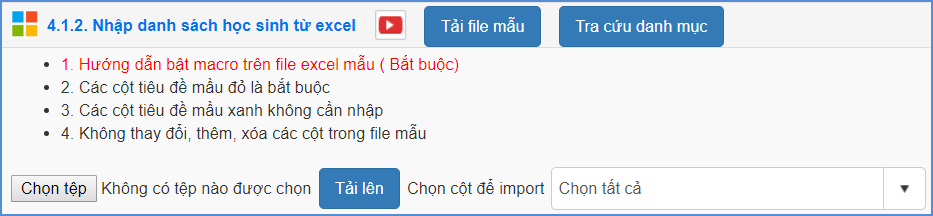 4.1.2. Nhập danh sách học sinh từ excel Tải file mẫu Tra cứu danh mục
1. Hướng dẫn bật macro trên file excel mẫu ( Bắt buộc)
2. Các cột tiêu đề mầu đỏ là bắt buộc
3. Các cột tiêu đề mầu xanh không cần nhập
4. Không thay đổi, thêm, xóa các cột trong file mẫu
Chọn tệp Không có tệp nào được chọn Tải lên Chọn cột để import Chọn tất cả